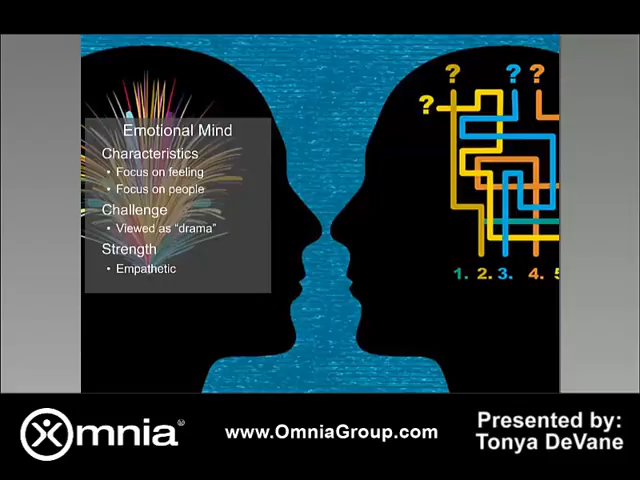 Emotional Mind
Characteristics
• Focus on feeling
• Focus on people
Challenge
• Viewed as “drama”
Strength
• Empathetic
? ? ?
?
1. 2. 3. 4. 5
Omnia®
www.OmniaGroup.com
Presented by:
Tonya DeVane